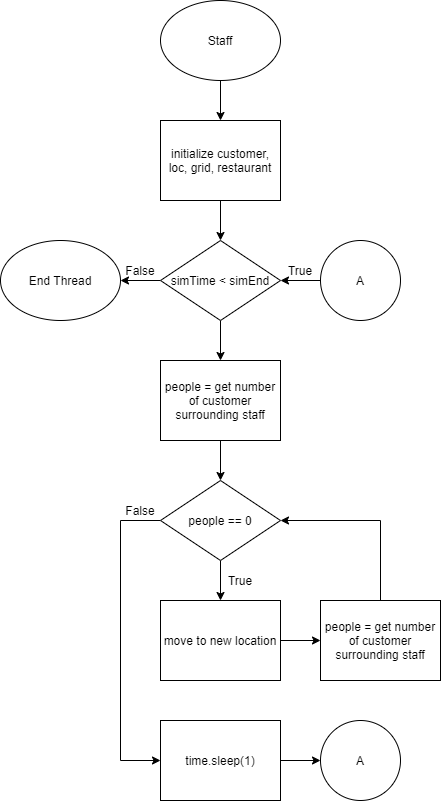 Staff
initialize customer,
loc, grid, restaurant
False
True
End Thread
simTime < simEnd
A
people = get number
of customer
surrounding staff
False
people == 0
True
move to new location
people = get number
of customer
surrounding staff
time.sleep(1)
A